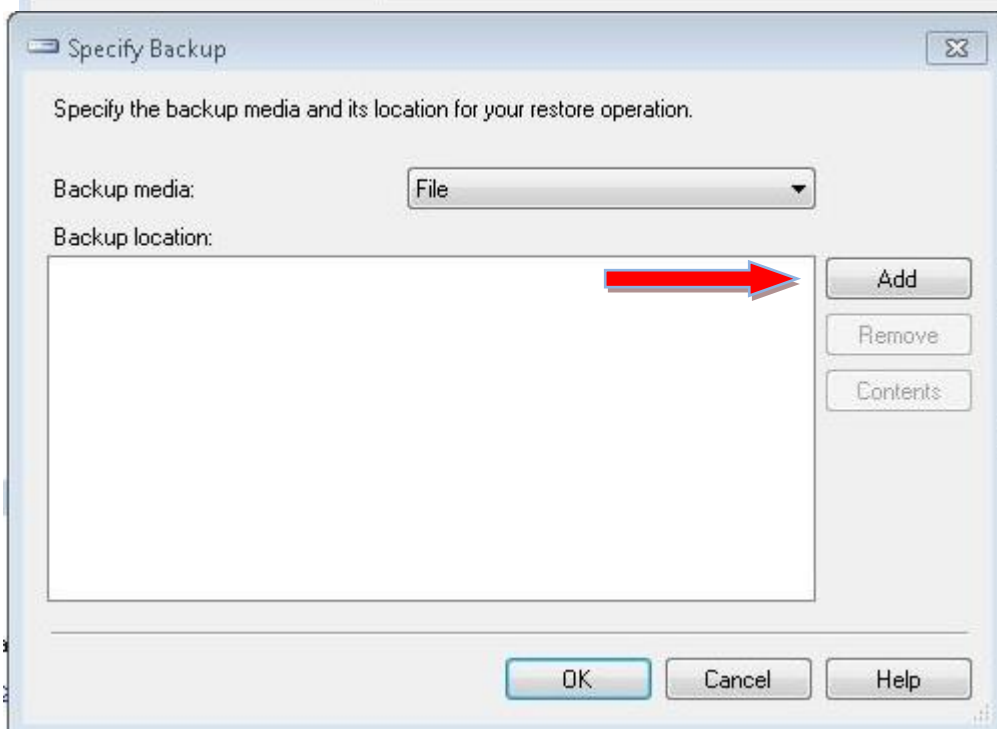 Specify Backup
Specify the backup media and its location for your restore operation.
Backup media:
File
Backup location:
Add
Remove
Contents
OK
Cancel
Help